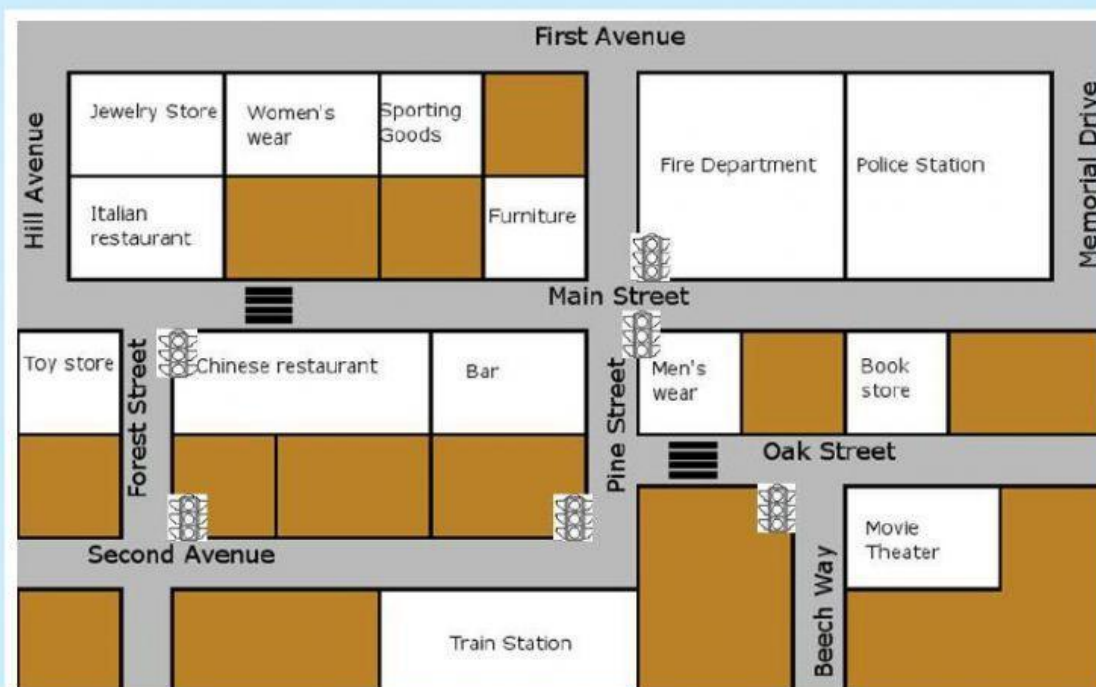 First Avenue
Hill Avenue
Jewelry Store
Women's
wear
Sporting
Goods
Fire Department
Police Station
Memorial Drive
Italian
restaurant
Furniture
Main Street
Toy store
Forest Street
Chinese restaurant
Bar
Pine Street
Men's
wear
Book
store
Oak Street
Second Avenue
Movie
Theater
Beech Way
Train Station